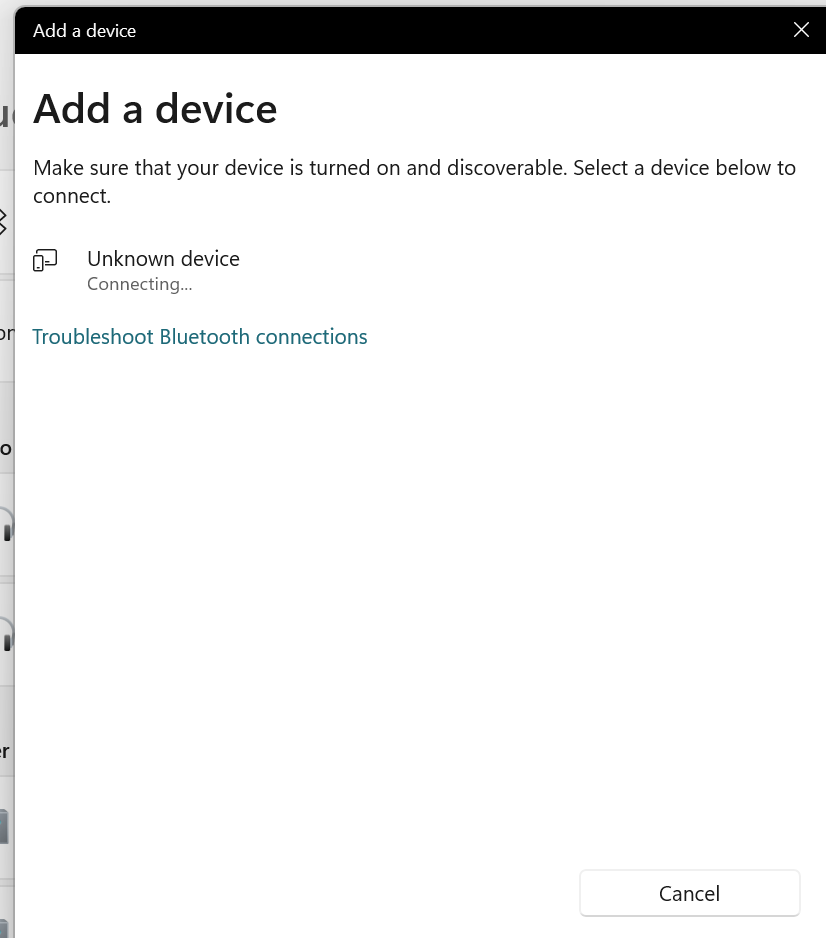 Add a device
Add a device
Make sure that your device is turned on and discoverable. Select a device below to
connect.
Unknown device
Connecting...
Troubleshoot Bluetooth connections
Cancel